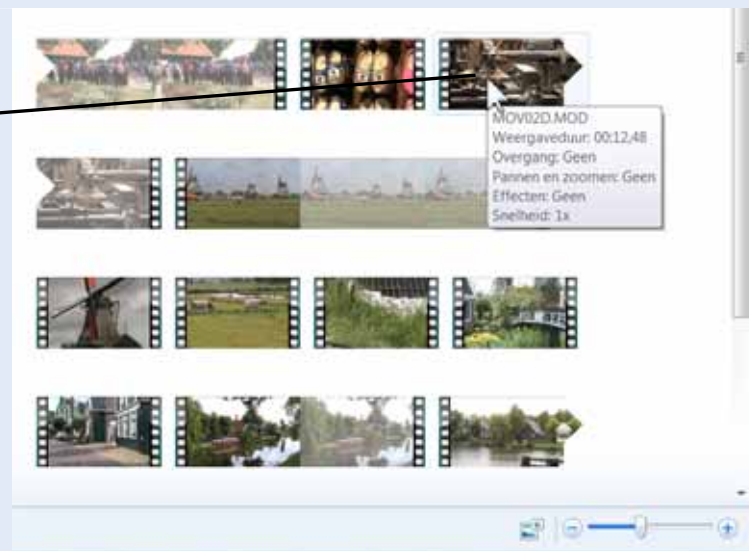 MOV02D.MOD
Weergaveduur: 00:12,48
Overgang: Geen
Pannen en zoomen: Geen
Effecten: Geen
Snelheid: 1x